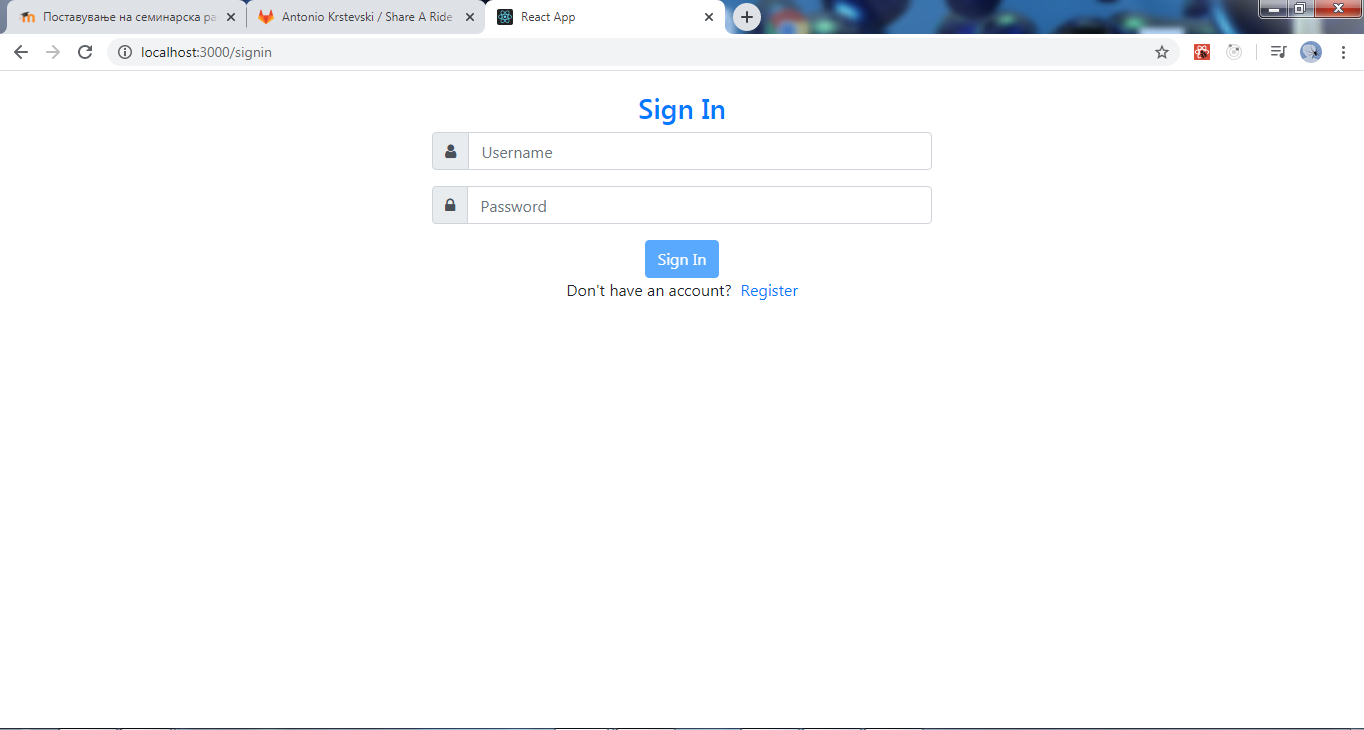 Поставување на семинарска ра
Antonio Krstevski / Share A Ride
React App
localhost:3000/signin
Sign In
Username
Password
Sign In
Don't have an account? Register